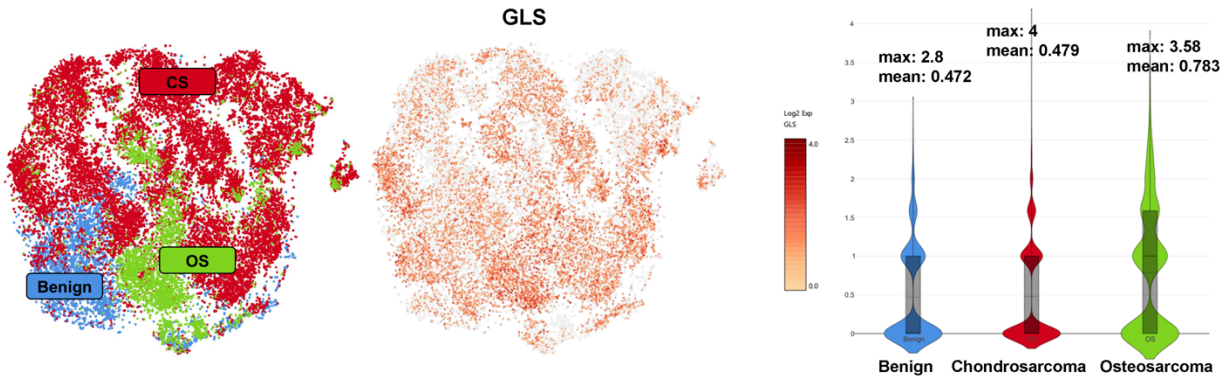 GLS
CS
OS
Benign
Log2 Exp
GLS
4.0
0.0
4
3.5
3
2.5
2
1.5
1
0.5
0
max: 2.8
mean: 0.472
max: 4
mean: 0.479
max: 3.58
mean: 0.783
Benign
OS
Benign
Chondrosarcoma
Osteosarcoma